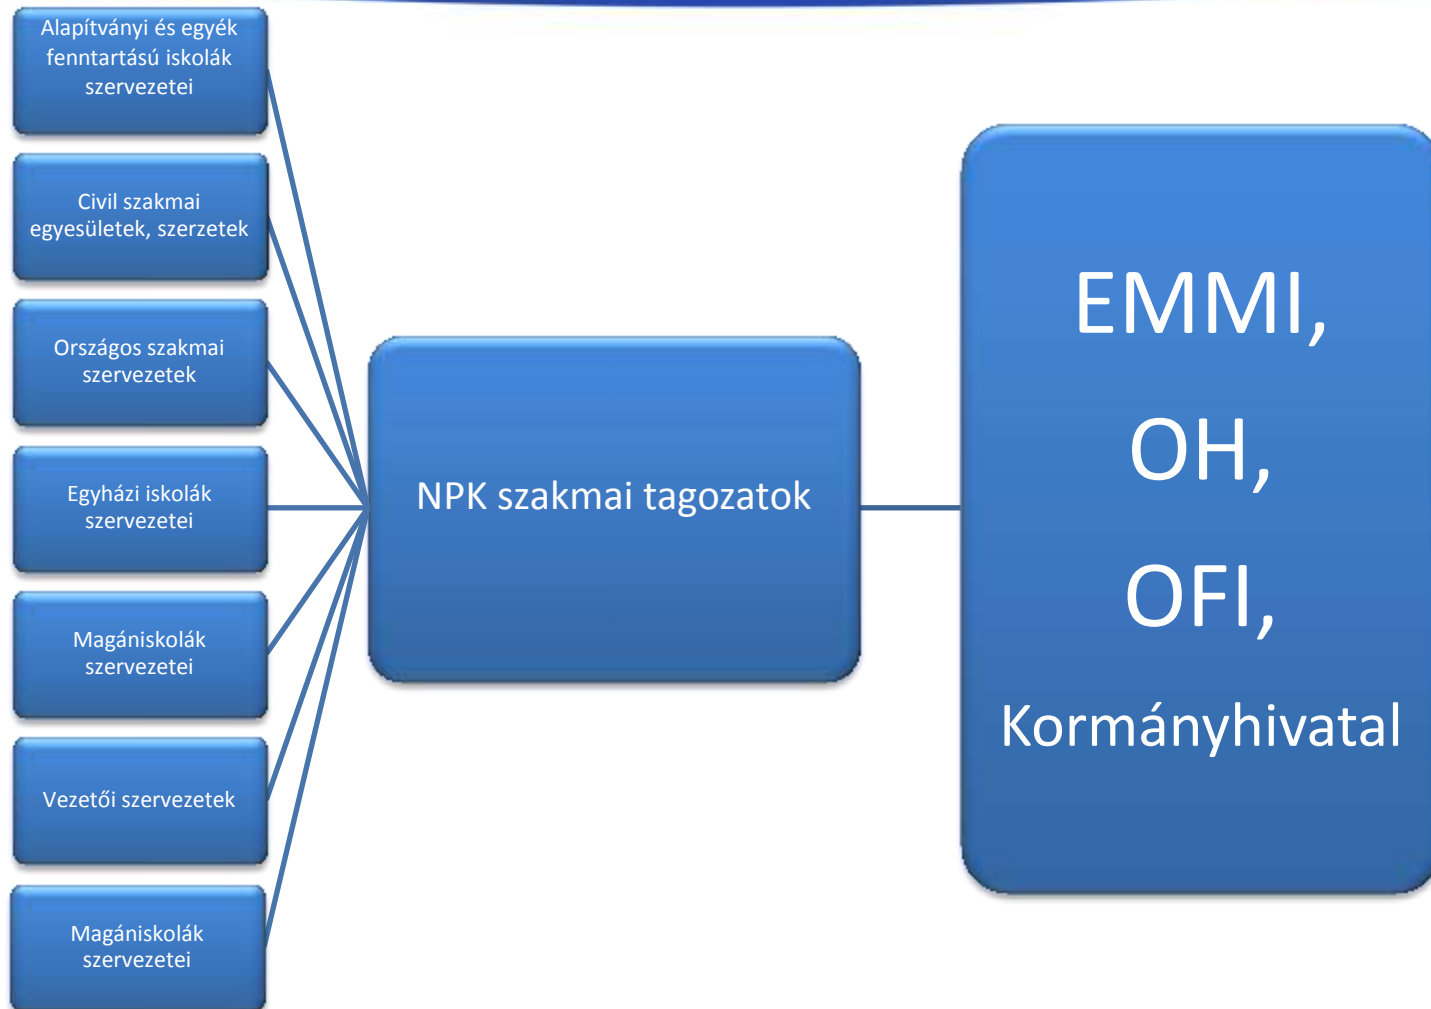 Alapítványi és egyék
fenntartású iskolák
szervezetei
Civil szakmai
egyesületek, szerzetek
Országos szakmai
szervezetek
Egyházi iskolák
szervezetei
Magániskolák
szervezetei
Vezetői szervezetek
Magániskolák
szervezetei
NPK szakmai tagozatok
EMMI,
OH,
OFI,
Kormányhivatal